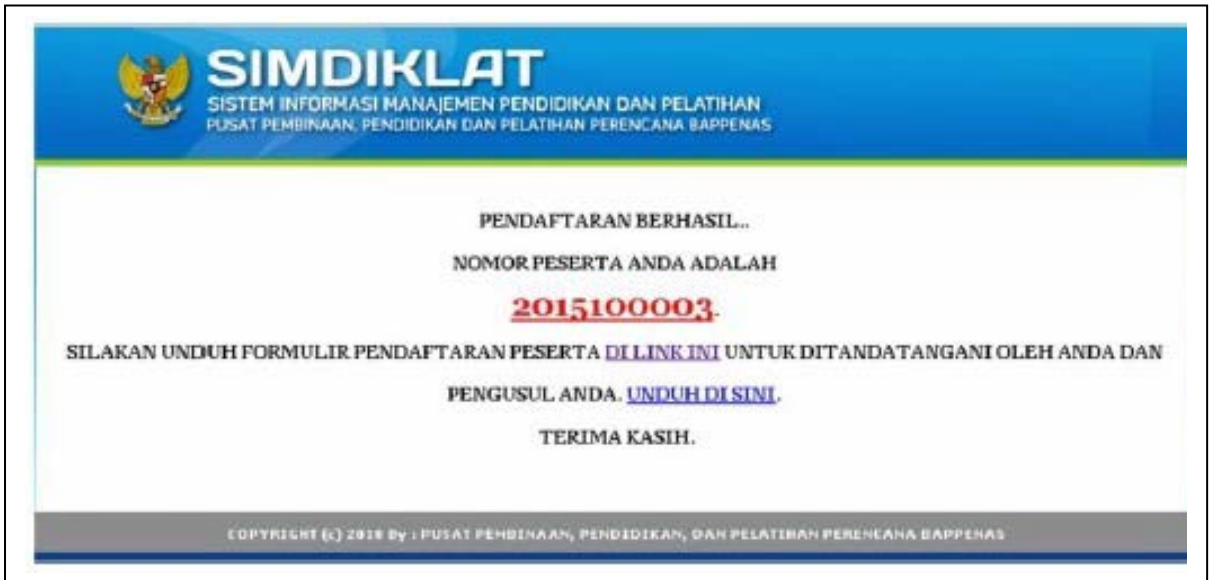 SIMDIKLAT
SISTEM INFORMASI MANAJEMEN PENDIDIKAN DAN PELATIHAN
PUSAT PEMBINAAN, PENDIDIKAN DAN PELATIHAN PERENCANA BAPPENAS
PENDAFTARAN BERHASIL..
NOMOR PESERTA ANDA ADALAH
2015100003.
SILAKAN UNDUH FORMULIR PENDAFTARAN PESERTA DI LINK INI UNTUK DITANDATANGANI OLEH ANDA DAN
PENGUSUL ANDA. UNDUH DI SINI.
TERIMA KASIH.
COPYRIGHT (c) 2010 By : PUSAT PEMBINAAN, PENDIDIKAN, DAN PELATIHAN PERENCANA BAPPENAS